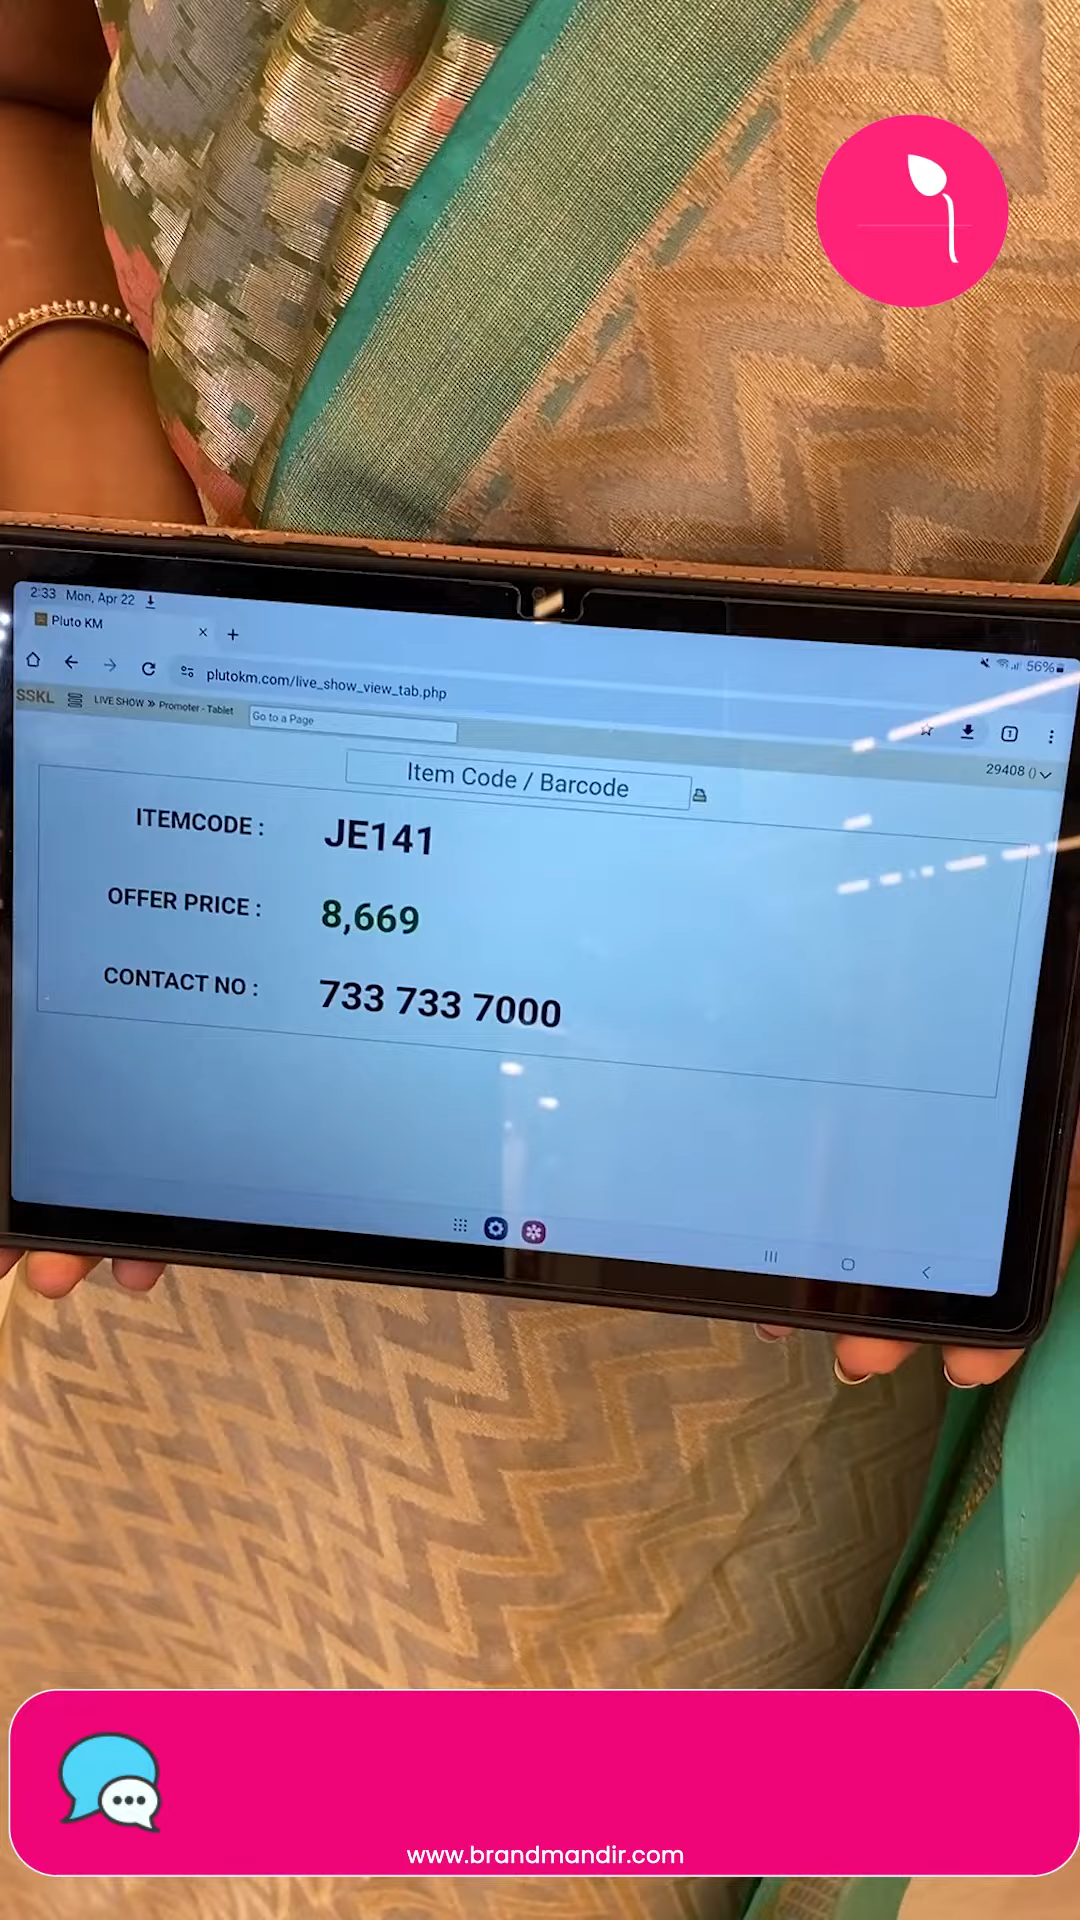 2:33 Mon, Apr 22
56%
Pluto KM
plutokm.com/live_show_view_tab.php
1
SSKL
LIVE SHOW » Promoter - Tablet
Go to a Page
29408 ()
Item Code / Barcode
ITEMCODE : JE141
OFFER PRICE : 8,669
CONTACT NO : 733 733 7000
www.brandmandir.com